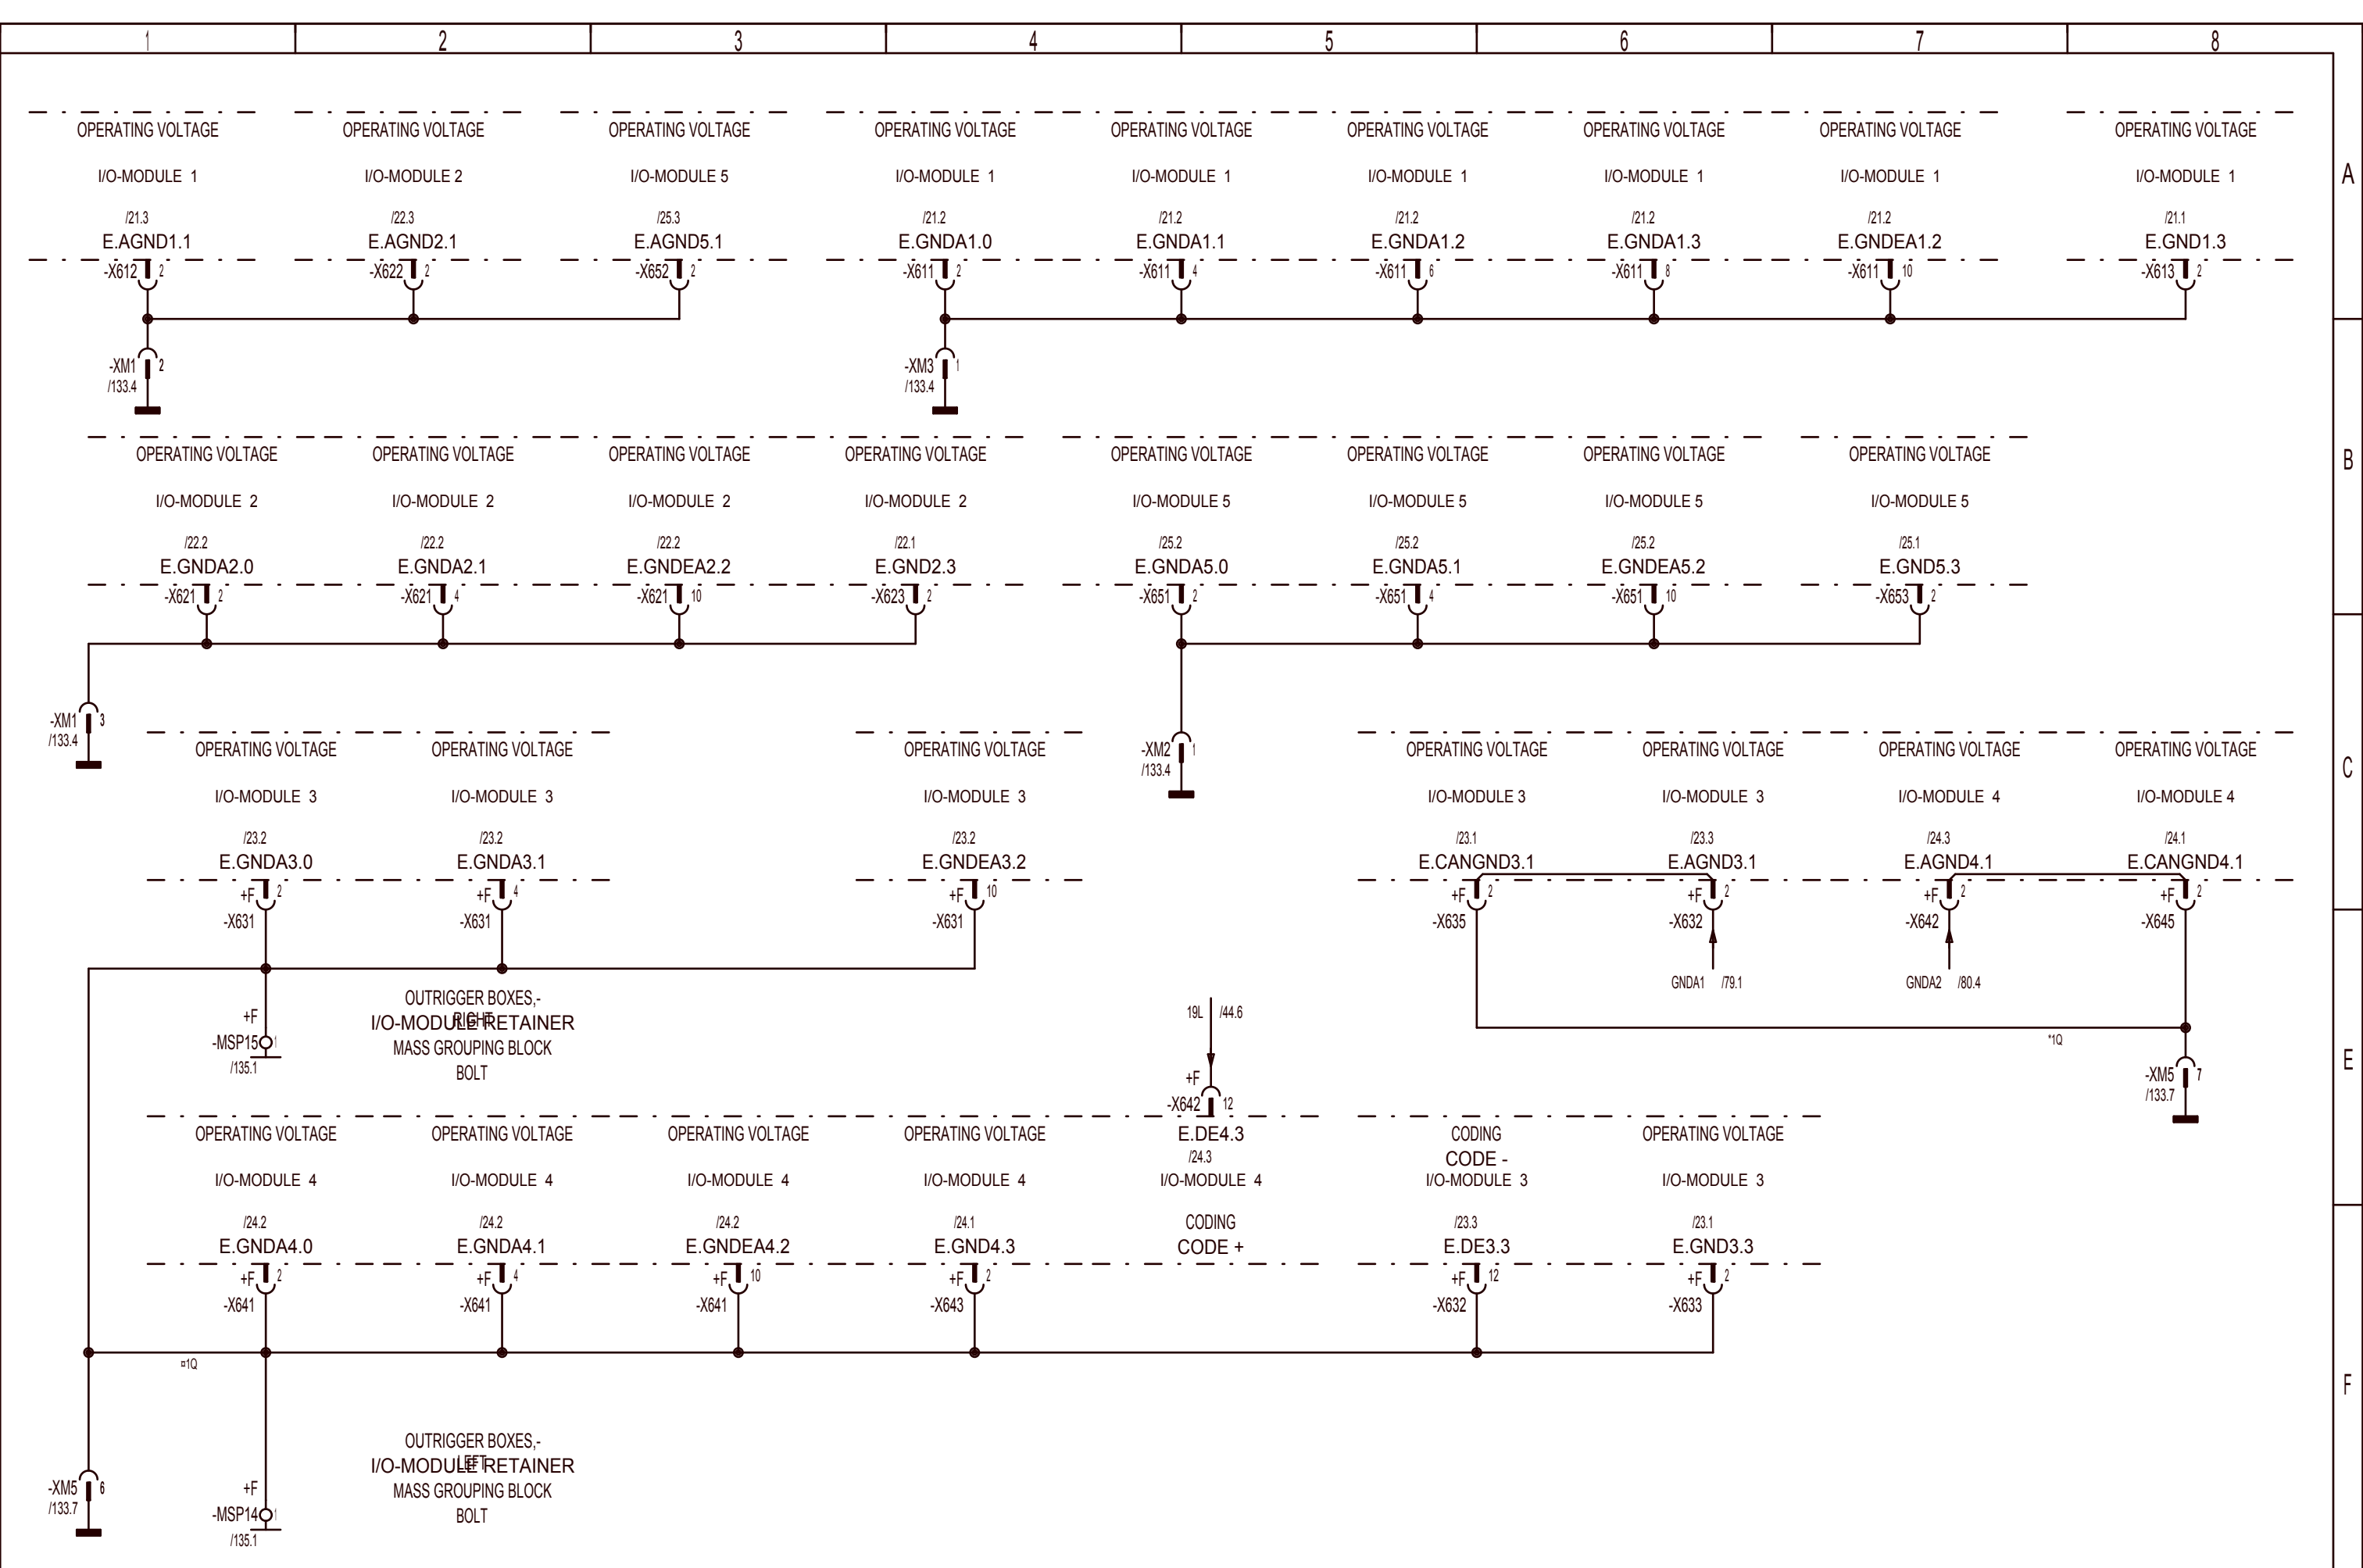 1 2 3 4 5 6 7 8
OPERATING VOLTAGE OPERATING VOLTAGE OPERATING VOLTAGE OPERATING VOLTAGE OPERATING VOLTAGE OPERATING VOLTAGE OPERATING VOLTAGE OPERATING VOLTAGE OPERATING VOLTAGE
I/O-MODULE 1 I/O-MODULE 2 I/O-MODULE 5 I/O-MODULE 1 I/O-MODULE 1 I/O-MODULE 1 I/O-MODULE 1 I/O-MODULE 1 I/O-MODULE 1 A
/21.3 /22.3 /25.3 /21.2 /21.2 /21.2 /21.2 /21.2 /21.1
E.AGND1.1 E.AGND2.1 E.AGND5.1 E.GNDA1.0 E.GNDA1.1 E.GNDA1.2 E.GNDA1.3 E.GNDEA1.2 E.GND1.3
-X612 2 -X622 2 -X652 2 -X611 2 -X611 4 -X611 6 -X611 8 -X611 10 -X613 2
-XM1 2 -XM3 1
/133.4 /133.4
OPERATING VOLTAGE OPERATING VOLTAGE OPERATING VOLTAGE OPERATING VOLTAGE OPERATING VOLTAGE OPERATING VOLTAGE OPERATING VOLTAGE OPERATING VOLTAGE B
I/O-MODULE 2 I/O-MODULE 2 I/O-MODULE 2 I/O-MODULE 2 I/O-MODULE 5 I/O-MODULE 5 I/O-MODULE 5 I/O-MODULE 5
/22.2 /22.2 /22.2 /22.1 /25.2 /25.2 /25.2 /25.1
E.GNDA2.0 E.GNDA2.1 E.GNDEA2.2 E.GND2.3 E.GNDA5.0 E.GNDA5.1 E.GNDEA5.2 E.GND5.3
-X621 2 -X621 4 -X621 10 -X623 2 -X651 2 -X651 4 -X651 10 -X653 2
-XM1 3
/133.4
OPERATING VOLTAGE OPERATING VOLTAGE OPERATING VOLTAGE -XM2 1 OPERATING VOLTAGE OPERATING VOLTAGE OPERATING VOLTAGE OPERATING VOLTAGE
/133.4 C
I/O-MODULE 3 I/O-MODULE 3 I/O-MODULE 3 I/O-MODULE 3 I/O-MODULE 3 I/O-MODULE 4 I/O-MODULE 4
/23.2 /23.2 /23.2 /23.1 /23.3 /24.3 /24.1
E.GNDA3.0 E.GNDA3.1 E.GNDEA3.2 E.CANGND3.1 E.AGND3.1 E.AGND4.1 E.CANGND4.1
+F 2 +F 4 +F 10 +F 2 +F 2 +F 2 +F 2
-X631 -X631 -X631 -X635 -X632 -X642 -X645
GNDA1 /79.1 GNDA2 /80.4
OUTRIGGER BOXES,-
RIGHT
+F I/O-MODULE RETAINER 19L /44.6
-MSP15 1 MASS GROUPING BLOCK *1Q
/135.1 BOLT E
+F -XM5 7
-X642 12 /133.7
OPERATING VOLTAGE OPERATING VOLTAGE OPERATING VOLTAGE OPERATING VOLTAGE E.DE4.3 CODING OPERATING VOLTAGE
/24.3 CODE -
I/O-MODULE 4 I/O-MODULE 4 I/O-MODULE 4 I/O-MODULE 4 I/O-MODULE 4 I/O-MODULE 3 I/O-MODULE 3
/24.2 /24.2 /24.2 /24.1 CODING /23.3 /23.1
E.GNDA4.0 E.GNDA4.1 E.GNDEA4.2 E.GND4.3 CODE + E.DE3.3 E.GND3.3
+F 2 +F 4 +F 10 +F 2 +F 12 +F 2
-X641 -X641 -X641 -X643 -X632 -X633
¤1Q
F
OUTRIGGER BOXES,-
LEFT
I/O-MODULE RETAINER
-XM5 6 +F MASS GROUPING BLOCK
/133.7 -MSP14 1 BOLT
/135.1